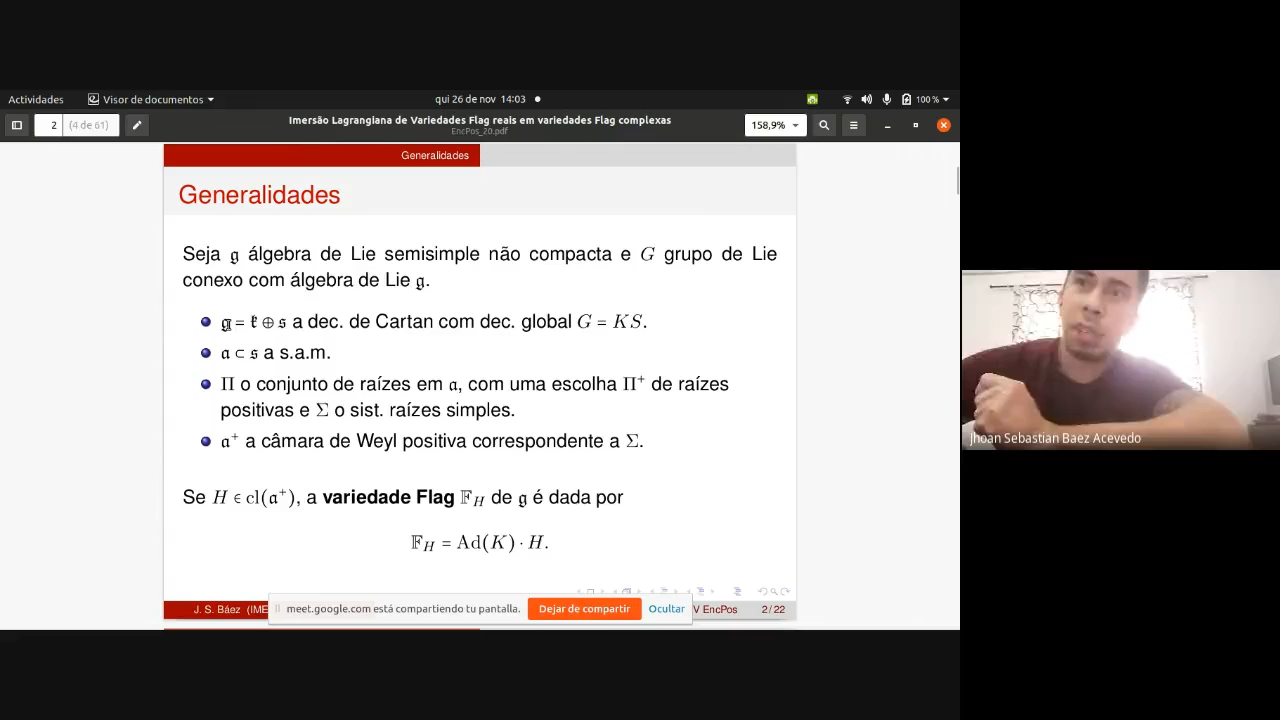 Actividades
Visor de documentos
qui 26 de nov 14:03
100 %
2 (4 de 61)
Imersão Lagrangiana de Variedades Flag reais em variedades Flag complexas
EncPos_20.pdf
158,9%
Generalidades
Generalidades
Seja 𝔤 álgebra de Lie semisimple não compacta e G grupo de Lie
conexo com álgebra de Lie 𝔤.
𝔤 = 𝔨 ⊕ 𝔰 a dec. de Cartan com dec. global G = KS.
𝔞 ⊂ 𝔰 a s.a.m.
Π o conjunto de raízes em 𝔞, com uma escolha Π⁺ de raízes
positivas e Σ o sist. raízes simples.
𝔞⁺ a câmara de Weyl positiva correspondente a Σ.
Se H ∈ cl(𝔞⁺), a variedade Flag 𝔽_H de 𝔤 é dada por
𝔽_H = Ad(K) · H.
J. S. Báez (IME
meet.google.com está compartiendo tu pantalla.
Dejar de compartir
Ocultar
V EncPos
2 / 22
Jhoan Sebastian Baez Acevedo